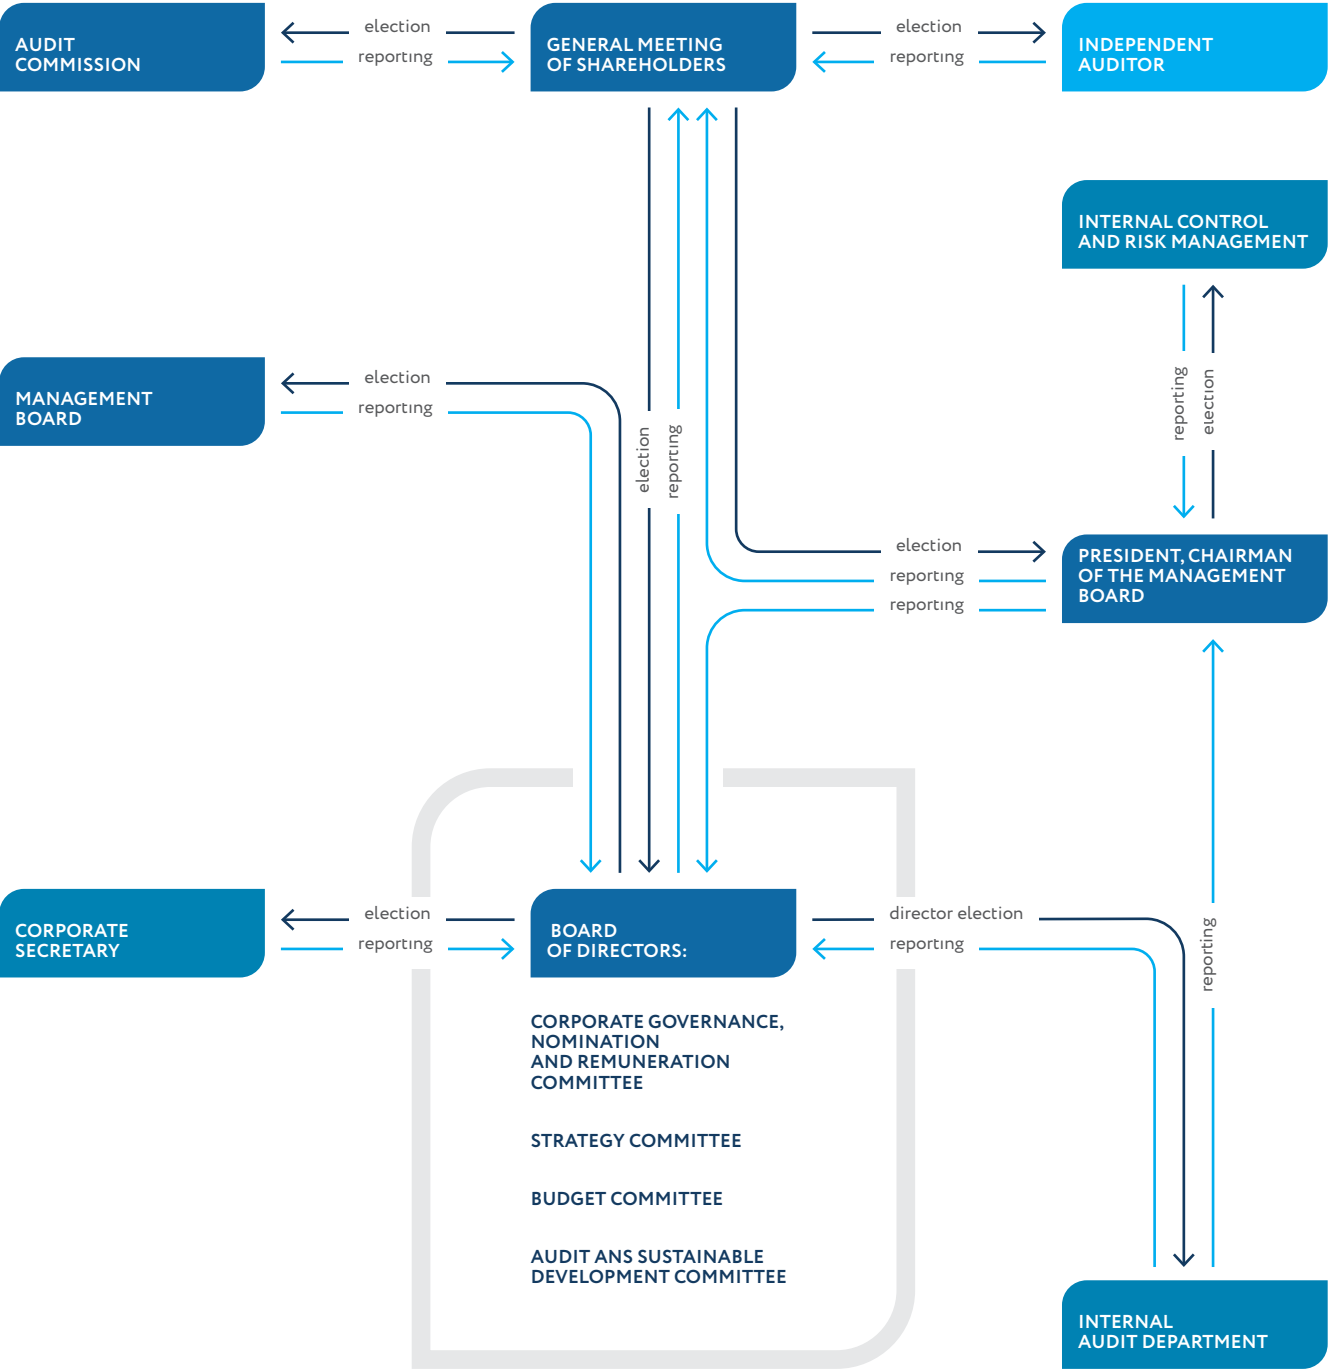 AUDIT
COMMISSION
election
reporting
GENERAL MEETING
OF SHAREHOLDERS
election
reporting
INDEPENDENT
AUDITOR
INTERNAL CONTROL
AND RISK MANAGEMENT
reporting
election
MANAGEMENT
BOARD
election
reporting
election
reporting
election
reporting
reporting
PRESIDENT, CHAIRMAN
OF THE MANAGEMENT
BOARD
CORPORATE
SECRETARY
election
reporting
BOARD
OF DIRECTORS:
director election
reporting
reporting
CORPORATE GOVERNANCE,
NOMINATION
AND REMUNERATION
COMMITTEE
STRATEGY COMMITTEE
BUDGET COMMITTEE
AUDIT ANS SUSTAINABLE
DEVELOPMENT COMMITTEE
INTERNAL
AUDIT DEPARTMENT